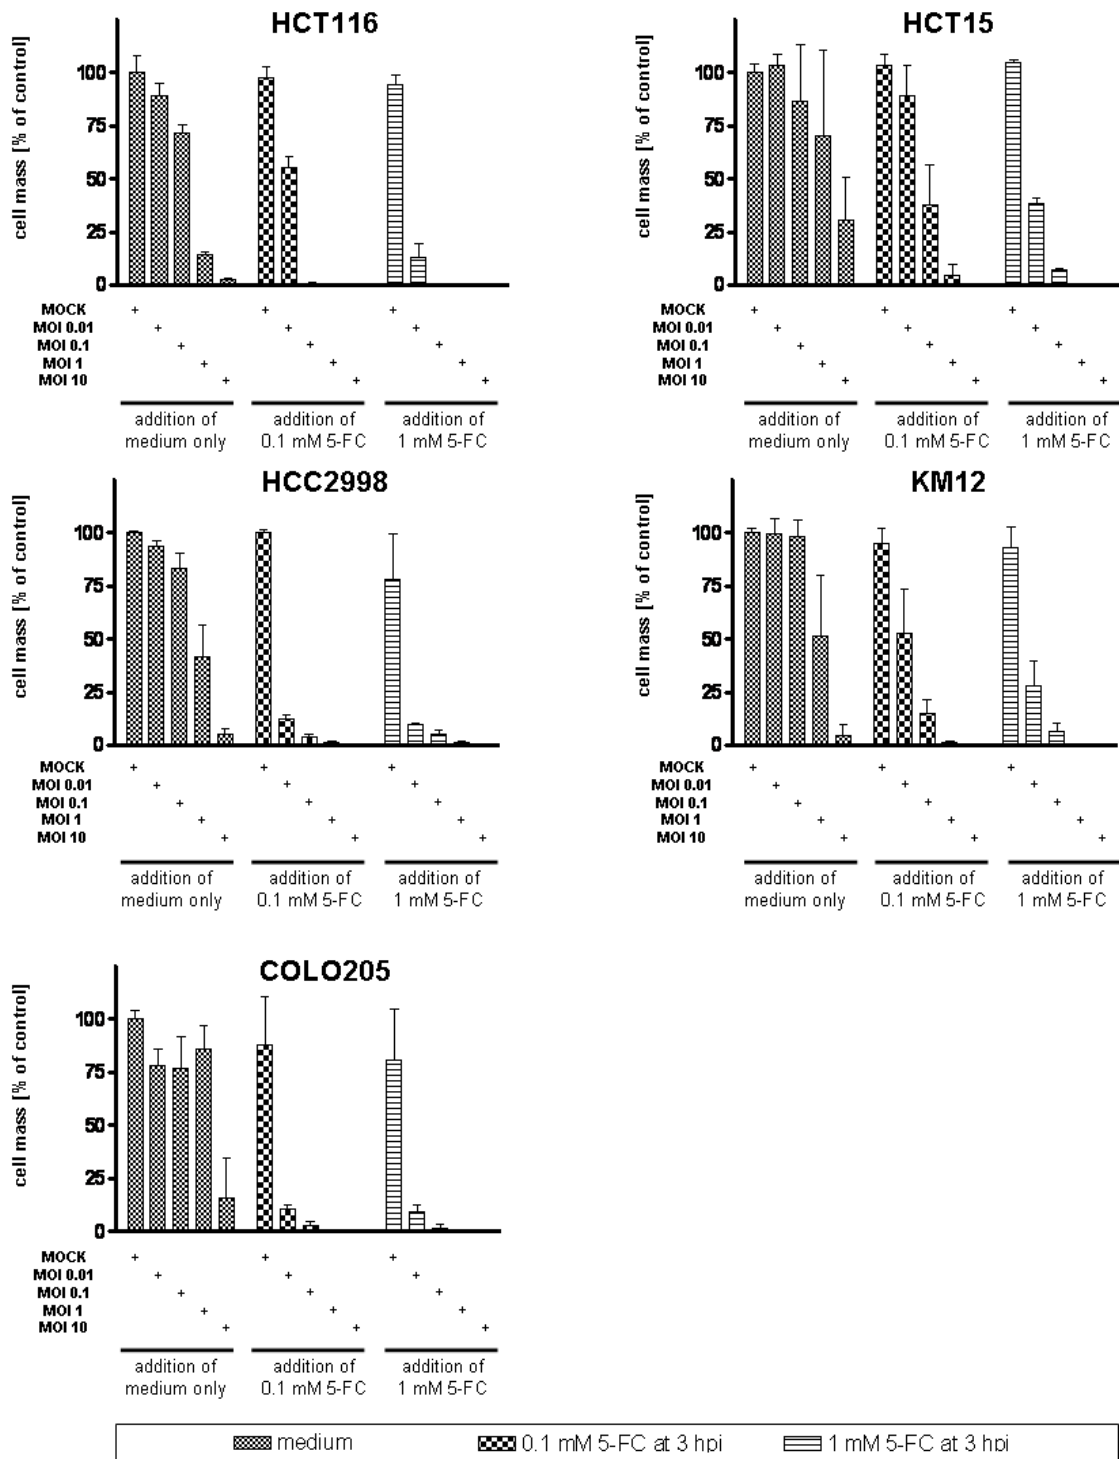 HCT116
cell mass [% of control]
100
75
50
25
0
MOCK + + +
MOI 0.01 + + +
MOI 0.1 + + +
MOI 1 + + +
MOI 10 + + +
addition of medium only
addition of 0.1 mM 5-FC
addition of 1 mM 5-FC
HCT15
cell mass [% of control]
100
75
50
25
0
MOCK + + +
MOI 0.01 + + +
MOI 0.1 + + +
MOI 1 + + +
MOI 10 + + +
addition of medium only
addition of 0.1 mM 5-FC
addition of 1 mM 5-FC
HCC2998
cell mass [% of control]
100
75
50
25
0
MOCK + + +
MOI 0.01 + + +
MOI 0.1 + + +
MOI 1 + + +
MOI 10 + + +
addition of medium only
addition of 0.1 mM 5-FC
addition of 1 mM 5-FC
KM12
cell mass [% of control]
100
75
50
25
0
MOCK + + +
MOI 0.01 + + +
MOI 0.1 + + +
MOI 1 + + +
MOI 10 + + +
addition of medium only
addition of 0.1 mM 5-FC
addition of 1 mM 5-FC
COLO205
cell mass [% of control]
100
75
50
25
0
MOCK + + +
MOI 0.01 + + +
MOI 0.1 + + +
MOI 1 + + +
MOI 10 + + +
addition of medium only
addition of 0.1 mM 5-FC
addition of 1 mM 5-FC
medium
0.1 mM 5-FC at 3 hpi
1 mM 5-FC at 3 hpi